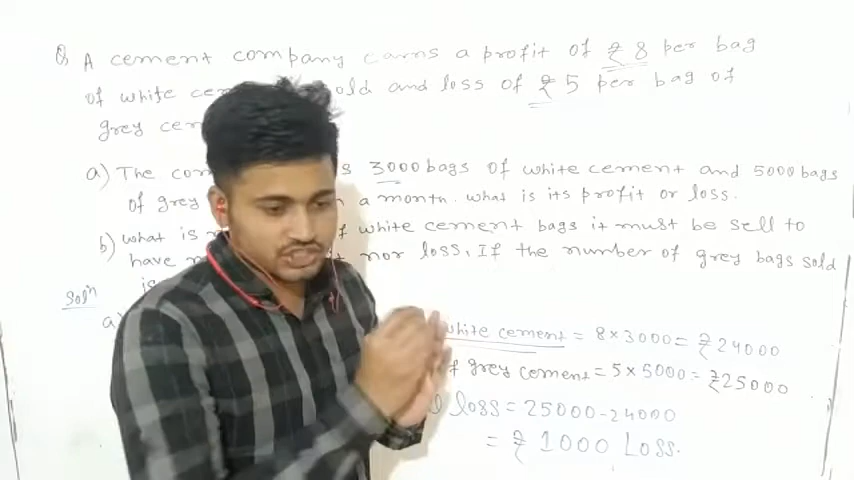 Q A cement company earns a profit of ₹ 8 per bag
of white old and loss of ₹ 5 per bag of
grey
a) The 3000 bags of white cement and 5000 bags
of grey a month. what is its profit or loss.
b) what is of white cement bags it must be sell to
have nor loss, If the number of grey bags sold
is
Solⁿ
a) white cement = 8 × 3000 = ₹ 24000
of grey cement = 5 × 5000 = ₹ 25000
loss = 25000 - 24000
= ₹ 1000 Loss.